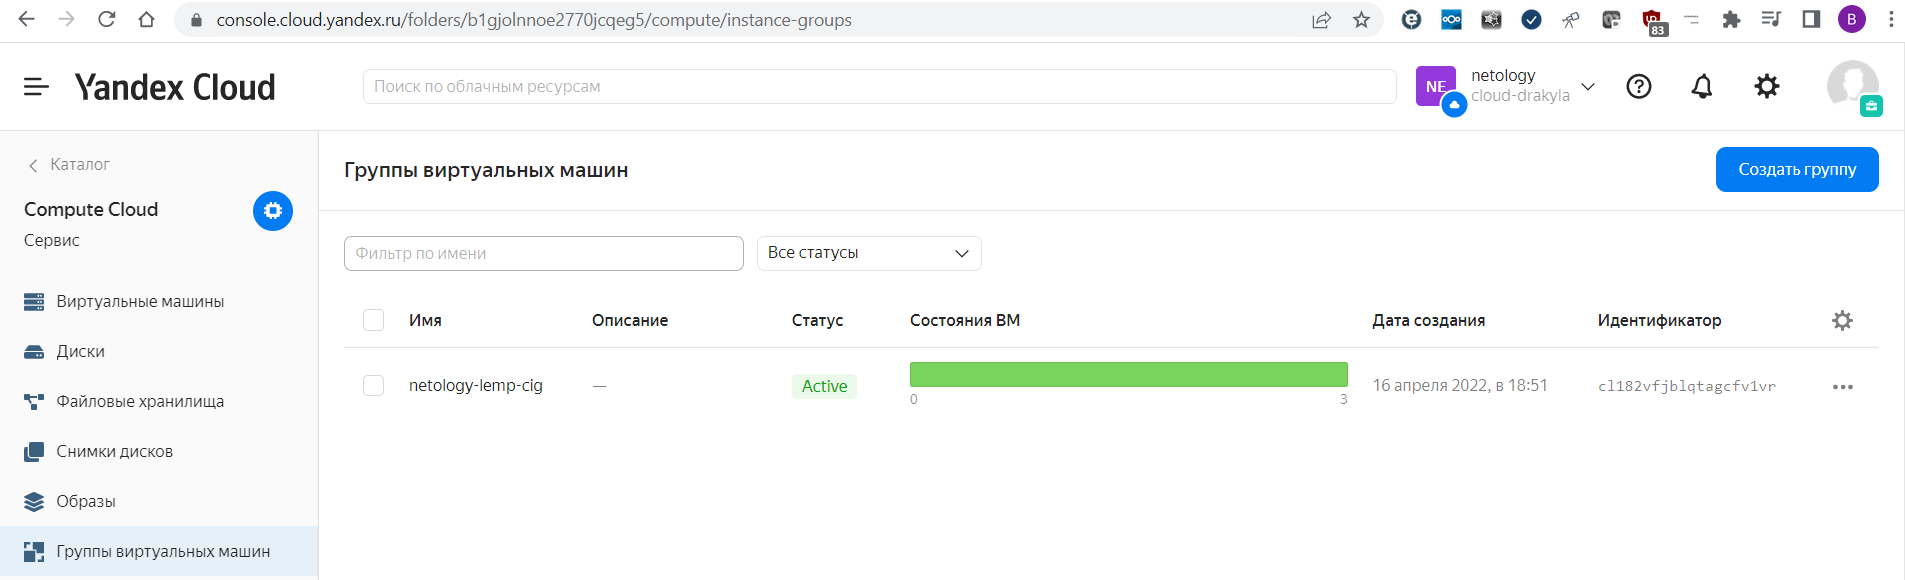 console.cloud.yandex.ru/folders/b1gjolnnoe2770jcqeg5/compute/instance-groups
83
B
Yandex Cloud
Поиск по облачным ресурсам
NE
netology
cloud-drakyla
Каталог
Compute Cloud
Сервис
Виртуальные машины
Диски
Файловые хранилища
Снимки дисков
Образы
Группы виртуальных машин
Группы виртуальных машин
Создать группу
Фильтр по имени
Все статусы
Имя Описание Статус Состояния ВМ Дата создания Идентификатор
netology-lemp-cig — Active 16 апреля 2022, в 18:51 cl182vfjblqtagcfv1vr
0 3